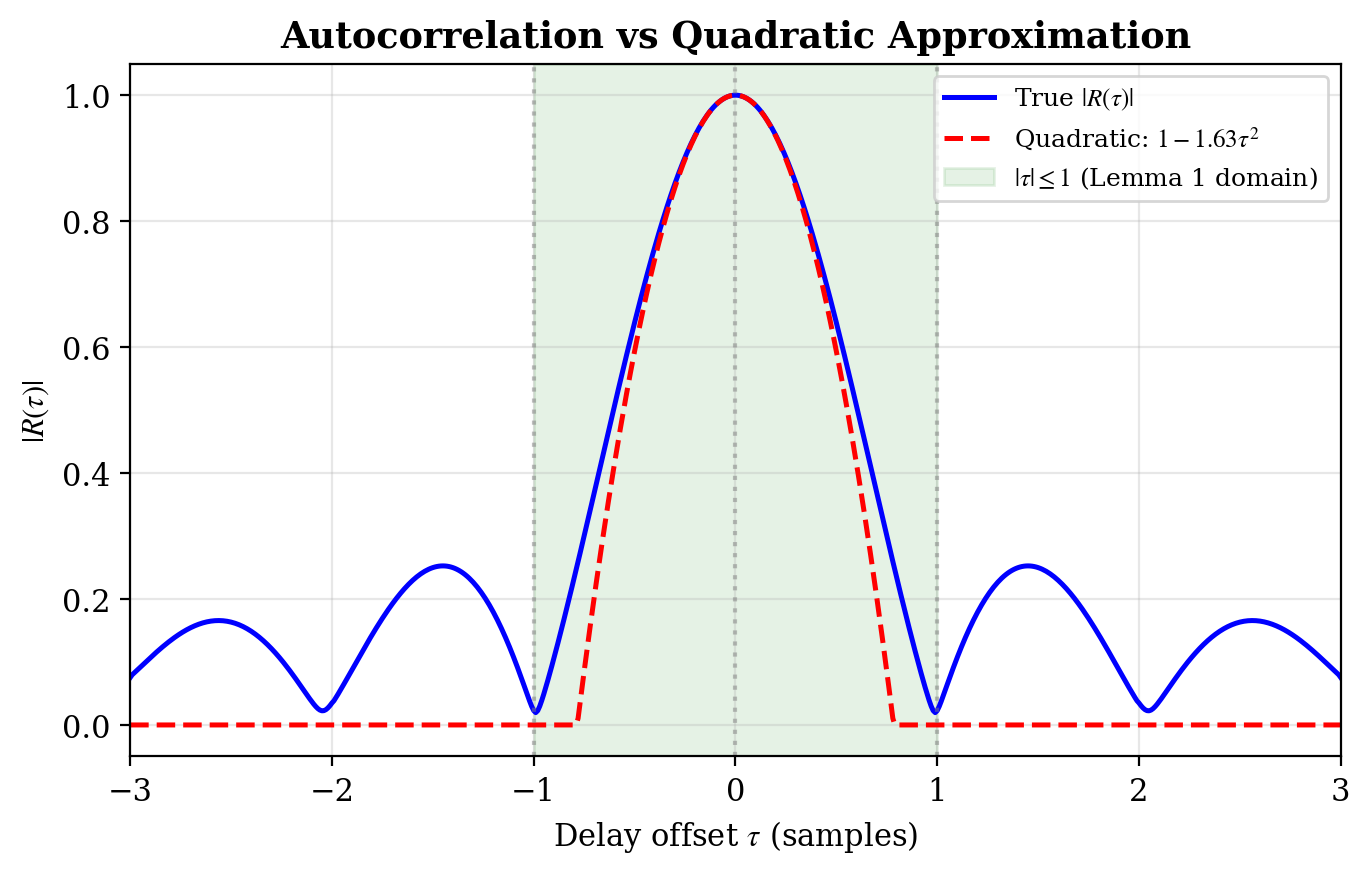 Autocorrelation vs Quadratic Approximation
True |R(τ)|
Quadratic: 1 − 1.63τ²
|τ| ≤ 1 (Lemma 1 domain)
|R(τ)|
1.0
0.8
0.6
0.4
0.2
0.0
−3 −2 −1 0 1 2 3
Delay offset τ (samples)